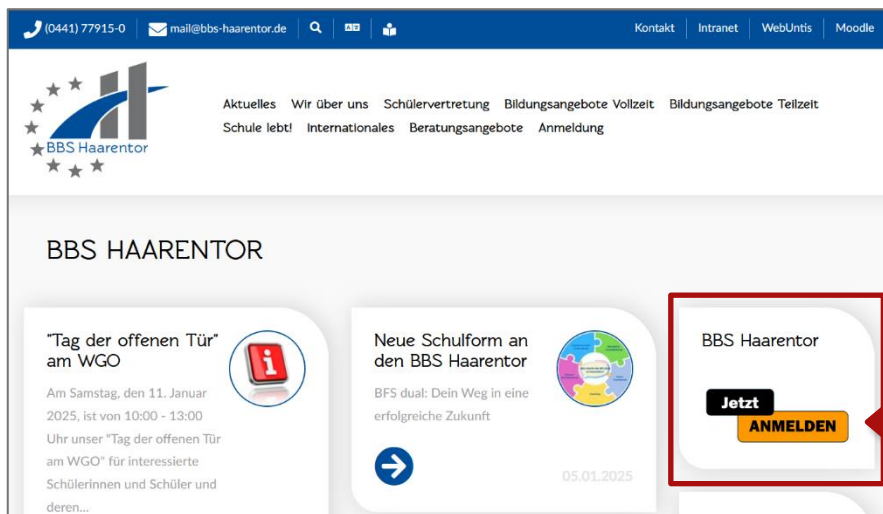 (0441) 77915-0 mail@bbs-haarentor.de Kontakt Intranet WebUntis Moodle
BBS Haarentor
Aktuelles Wir über uns Schülervertretung Bildungsangebote Vollzeit Bildungsangebote Teilzeit
Schule lebt! Internationales Beratungsangebote Anmeldung
BBS HAARENTOR
"Tag der offenen Tür"
am WGO
Am Samstag, den 11. Januar
2025, ist von 10:00 - 13:00
Uhr unser "Tag der offenen Tür
am WGO" für interessierte
Schülerinnen und Schüler und
deren...
Neue Schulform an
den BBS Haarentor
BFS dual: Dein Weg in eine
erfolgreiche Zukunft
05.01.2025
BBS Haarentor
Jetzt
ANMELDEN